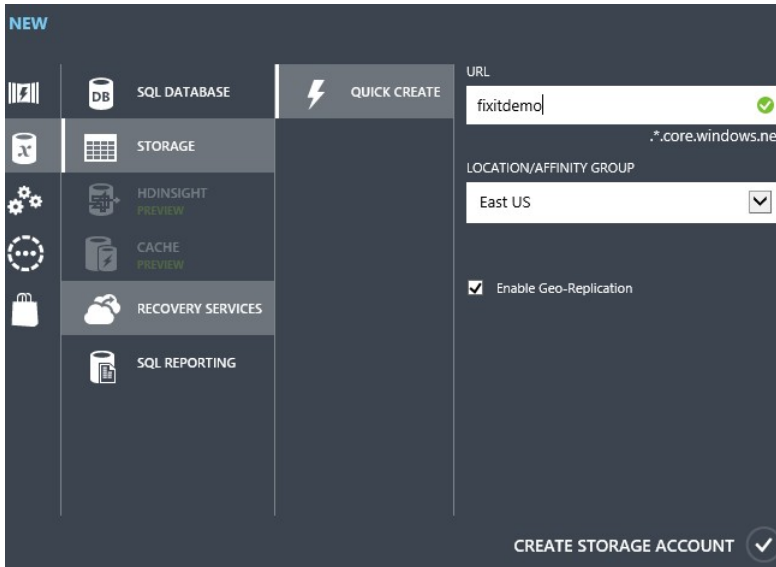 NEW
SQL DATABASE
STORAGE
HDINSIGHT
PREVIEW
CACHE
PREVIEW
RECOVERY SERVICES
SQL REPORTING
QUICK CREATE
URL
fixitdemo
.*.core.windows.ne
LOCATION/AFFINITY GROUP
East US
Enable Geo-Replication
CREATE STORAGE ACCOUNT